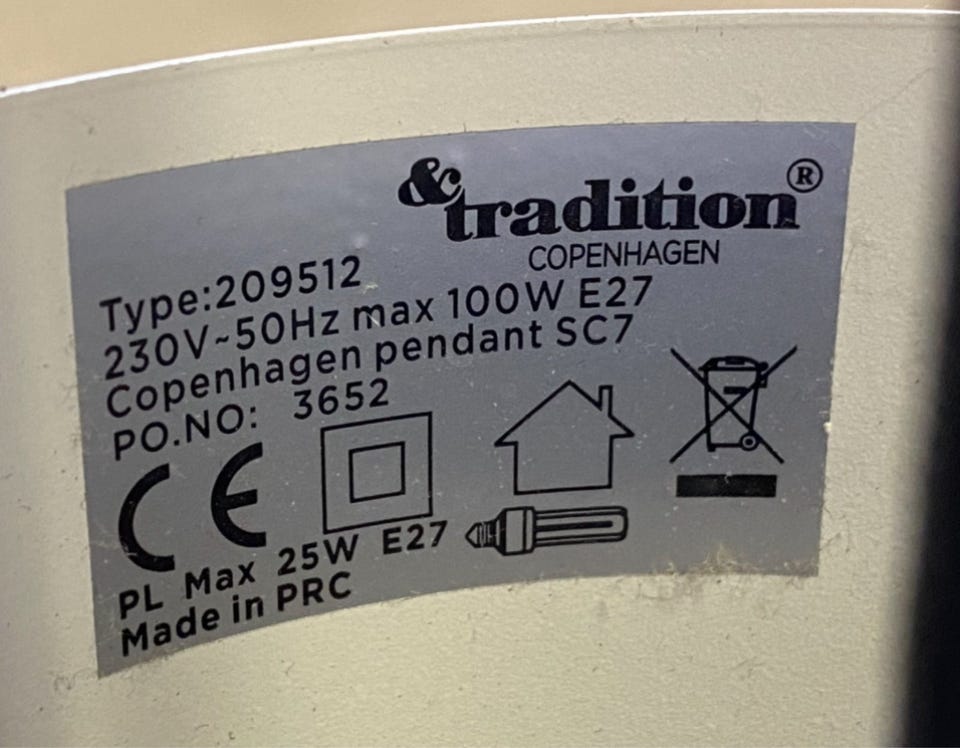 &tradition®
COPENHAGEN
Type:209512
230V~50Hz max 100W E27
Copenhagen pendant SC7
PO.NO: 3652
CE
PL Max 25W E27
Made in PRC